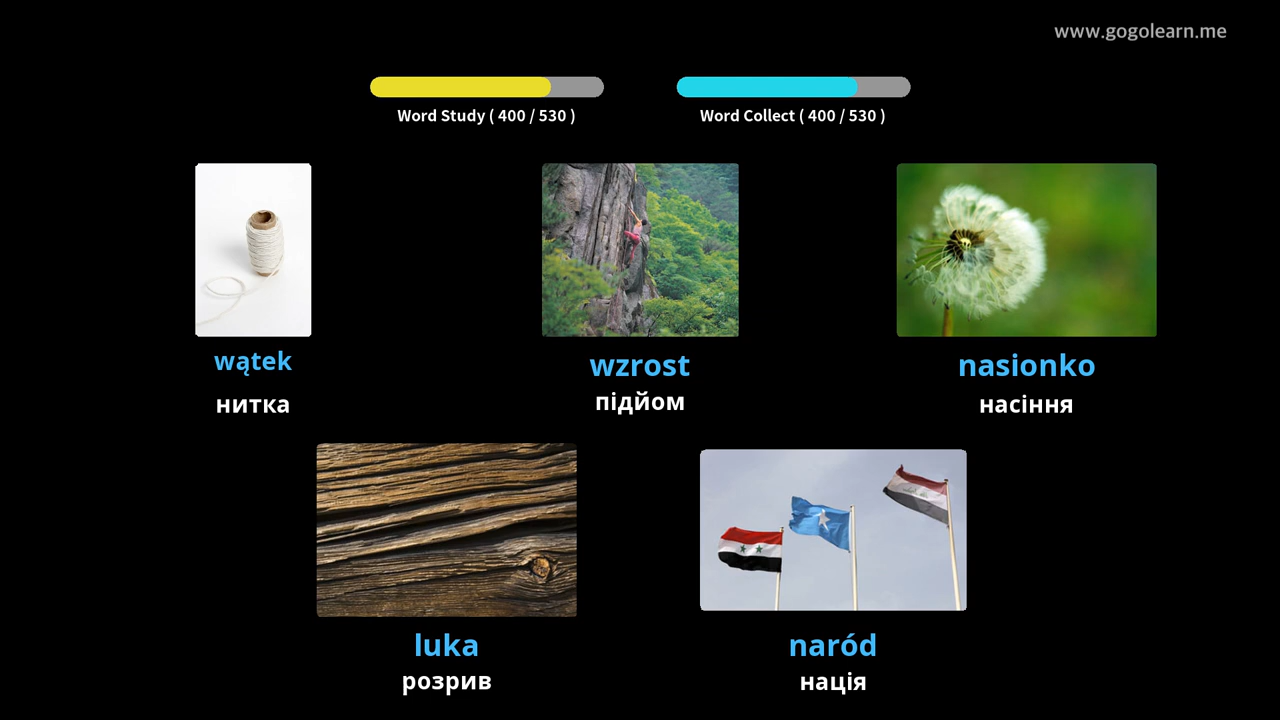 www.gogolearn.me
Word Study ( 400 / 530 )
Word Collect ( 400 / 530 )
wątek
нитка
wzrost
підйом
nasionko
насіння
luka
розрив
naród
нація